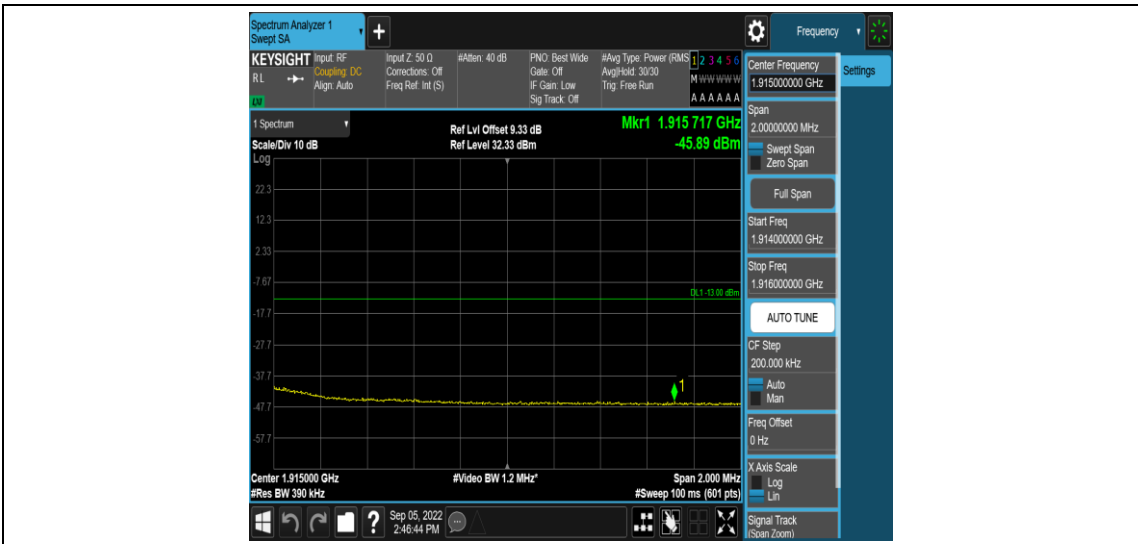 Spectrum Analyzer 1
Swept SA
+
Frequency
KEYSIGHT
RL
LXI
Input: RF
Coupling: DC
Align: Auto
Input Z: 50 Ω
Corrections: Off
Freq Ref: Int (S)
#Atten: 40 dB
PNO: Best Wide
Gate: Off
IF Gain: Low
Sig Track: Off
#Avg Type: Power (RMS
Avg|Hold: 30/30
Trig: Free Run
1 2 3 4 5 6
M W W W W W
A A A A A A
1 Spectrum
Scale/Div 10 dB
Log
Ref Lvl Offset 9.33 dB
Ref Level 32.33 dBm
Mkr1 1.915 717 GHz
-45.89 dBm
22.3
12.3
2.33
-7.67
-17.7
-27.7
-37.7
-47.7
-57.7
DL1 -13.00 dBm
1
Center 1.915000 GHz
#Video BW 1.2 MHz*
Span 2.000 MHz
#Res BW 390 kHz
#Sweep 100 ms (601 pts)
?
Sep 05, 2022
2:46:44 PM
Center Frequency
1.915000000 GHz
Settings
Span
2.00000000 MHz
Swept Span
Zero Span
Full Span
Start Freq
1.914000000 GHz
Stop Freq
1.916000000 GHz
AUTO TUNE
CF Step
200.000 kHz
Auto
Man
Freq Offset
0 Hz
X Axis Scale
Log
Lin
Signal Track
(Span Zoom)